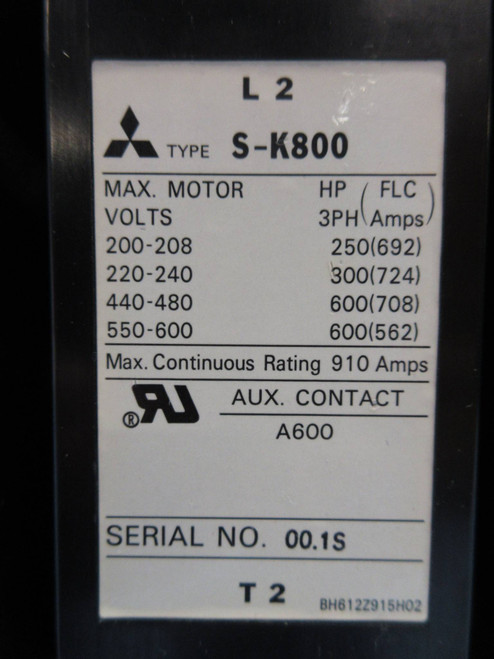 L 2
TYPE S-K800
MAX. MOTOR HP ( FLC
VOLTS 3PH Amps )
200-208 250(692)
220-240 300(724)
440-480 600(708)
550-600 600(562)
Max. Continuous Rating 910 Amps
®RU AUX. CONTACT
A600
SERIAL NO. 00.1S
T 2 BH612Z915H02